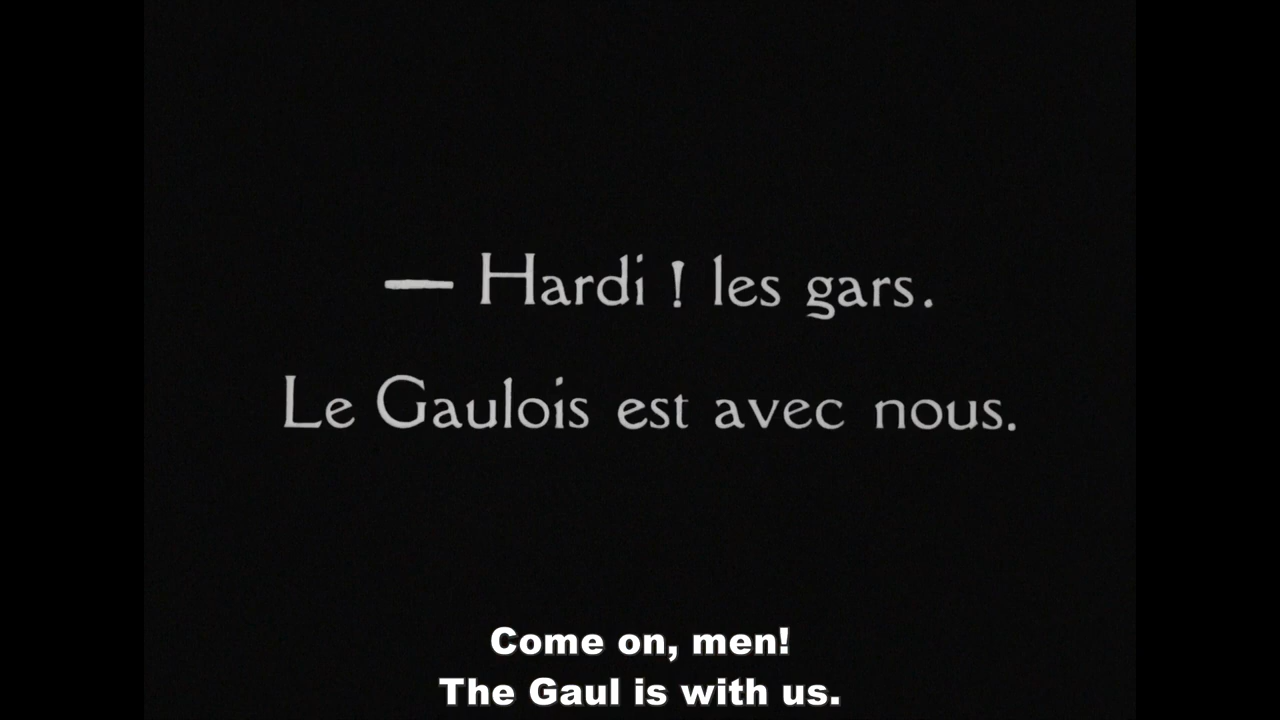 — Hardi ! les gars.
Le Gaulois est avec nous.
Come on, men!
The Gaul is with us.